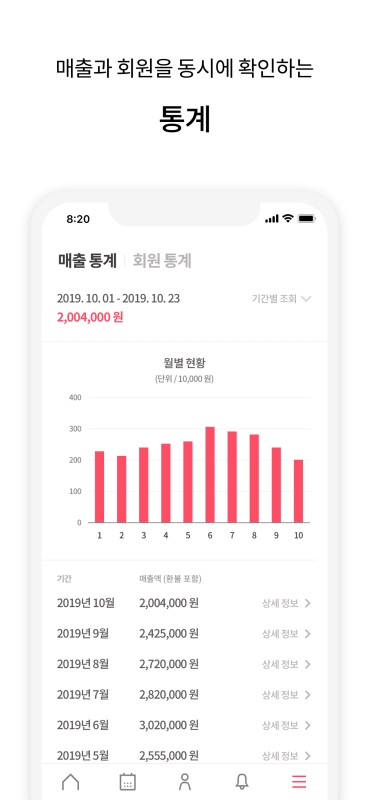 매출과 회원을 동시에 확인하는
통계
8:20
매출 통계 회원 통계
2019. 10. 01 - 2019. 10. 23 기간별 조회
2,004,000 원
월별 현황
(단위 / 10,000 원)
400
300
200
100
0
1 2 3 4 5 6 7 8 9 10
기간 매출액 (환불 포함)
2019년 10월 2,004,000 원 상세 정보
2019년 9월 2,425,000 원 상세 정보
2019년 8월 2,720,000 원 상세 정보
2019년 7월 2,820,000 원 상세 정보
2019년 6월 3,020,000 원 상세 정보
2019년 5월 2,555,000 원 상세 정보